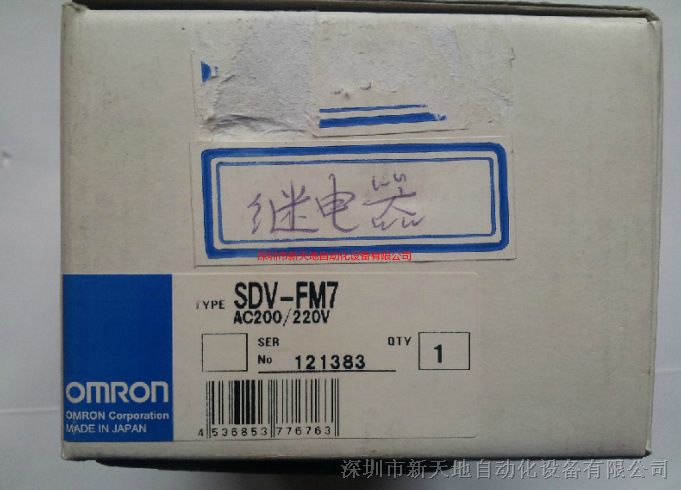 继电器
深圳市新天地自动化设备有限公司
TYPE SDV-FM7
AC200/220V
SER
No 121383
QTY 1
OMRON
OMRON Corporation
MADE IN JAPAN
4 536853 776763
深圳市新天地自动化设备有限公司